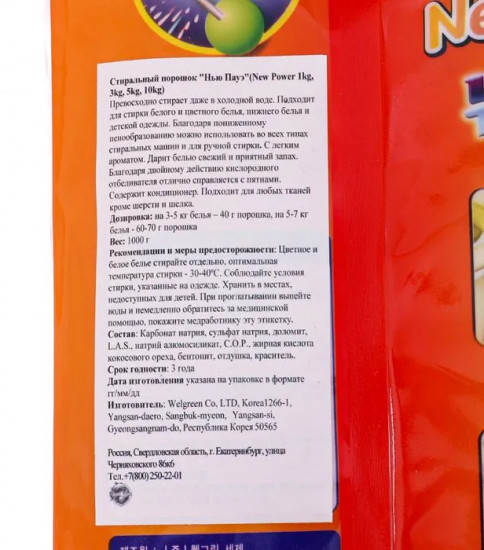 Ne
Стиральный порошок "Нью Пауэ"(New Power 1kg,
3kg, 5kg, 10kg)
Превосходно стирает даже в холодной воде. Подходит
для стирки белого и цветного белья, нижнего белья и
детской одежды. Благодаря пониженному
пенообразованию можно использовать во всех типах
стиральных машин и для ручной стирки. С легким
ароматом. Дарит белью свежий и приятный запах.
Благодаря двойному действию кислородного
отбеливателя отлично справляется с пятнами.
Содержит кондиционер. Подходит для любых тканей
кроме шерсти и шелка.
Дозировка: на 3-5 кг белья – 40 г порошка, на 5-7 кг
белья - 60-70 г порошка
Вес: 1000 г
Рекомендации и меры предосторожности: Цветное и
белое белье стирайте отдельно, оптимальная
температура стирки - 30-40ºС. Соблюдайте условия
стирки, указанные на одежде. Хранить в местах,
недоступных для детей. При проглатывании выпейте
воды и немедленно обратитесь за медицинской
помощью, покажите медработнику эту этикетку.
Состав: Карбонат натрия, сульфат натрия, доломит,
L.A.S., натрий алюмосиликат, C.O.P., жирная кислота
кокосового ореха, бентонит, отдушка, краситель.
Срок годности: 3 года
Дата изготовления указана на упаковке в формате
гг/мм/дд
Изготовитель: Welgreen Co, LTD, Korea1266-1,
Yangsan-daero, Sangbuk-myeon, Yangsan-si,
Gyeongsangnam-do, Республика Корея 50565
Россия, Свердловская область, г. Екатеринбург, улица
Черняховского 86к6
Тел.+7(800) 250-22-01